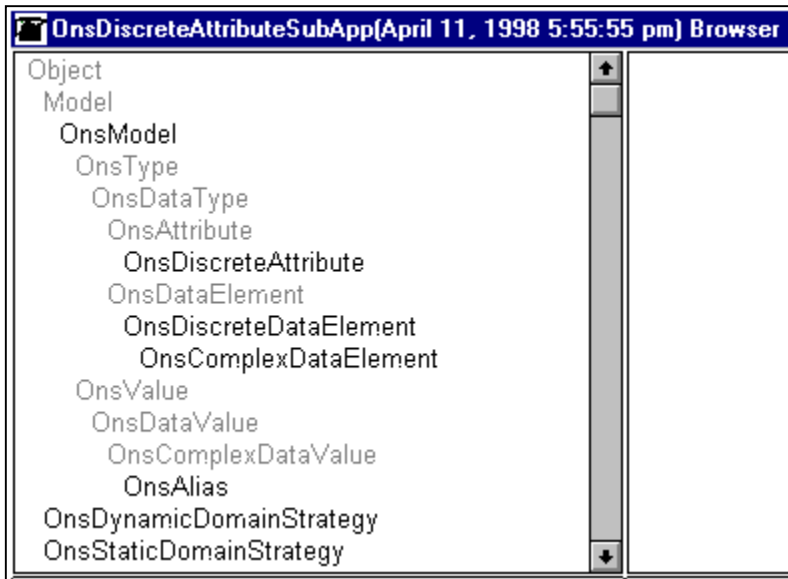 OnsDiscreteAttributeSubApp(April 11, 1998 5:55:55 pm) Browser
Object
Model
OnsModel
OnsType
OnsDataType
OnsAttribute
OnsDiscreteAttribute
OnsDataElement
OnsDiscreteDataElement
OnsComplexDataElement
OnsValue
OnsDataValue
OnsComplexDataValue
OnsAlias
OnsDynamicDomainStrategy
OnsStaticDomainStrategy